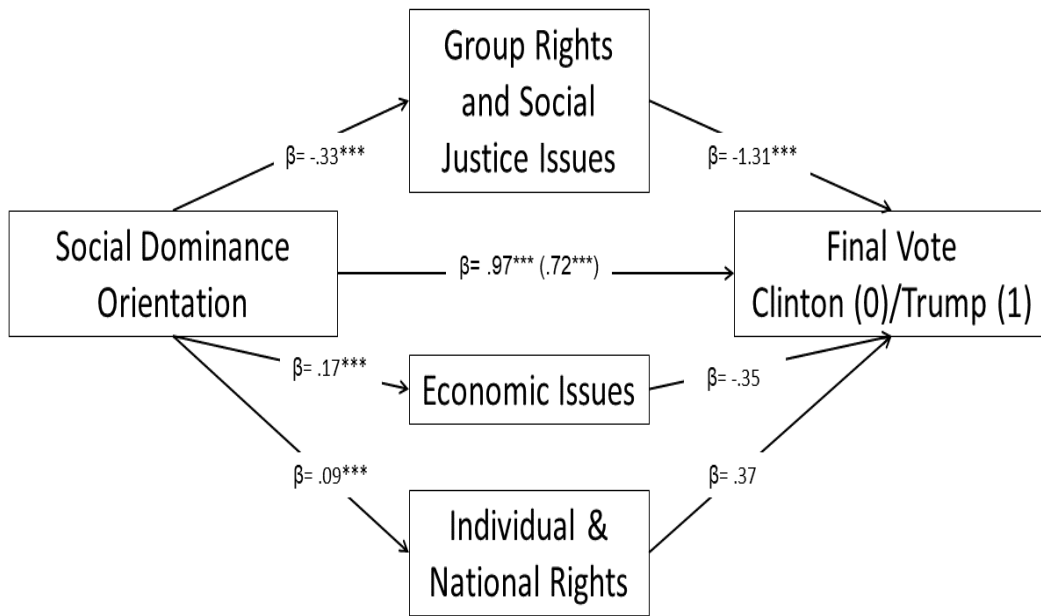 Group Rights
and Social
Justice Issues
β= -.33***
β= -1.31***
Social Dominance
Orientation
β= .97*** (.72***)
Final Vote
Clinton (0)/Trump (1)
β= .17***
Economic Issues
β= -.35
β= .09***
β= .37
Individual &
National Rights